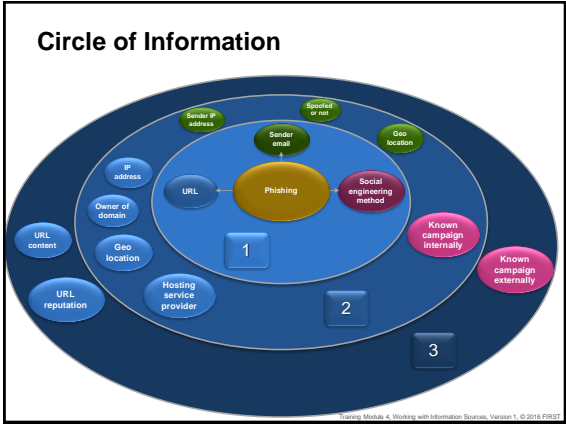 Circle of Information
Sender IP
address
Spoofed
or not
Sender
email
Geo
location
IP
address
URL
Phishing
Social
engineering
method
Owner of
domain
URL
content
Geo
location
1
Known
campaign
internally
Known
campaign
externally
URL
reputation
Hosting
service
provider
2
3
Training Module 4, Working with Information Sources, Version 1, © 2016 FIRST